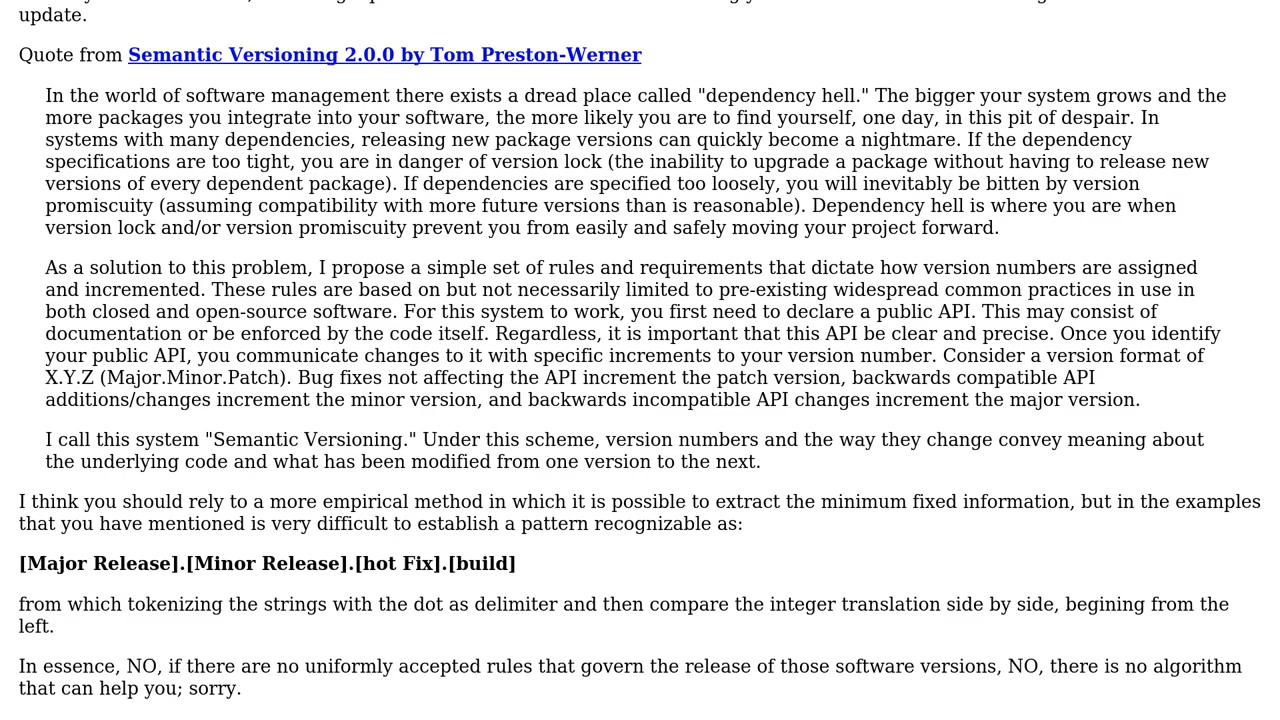 update.
Quote from Semantic Versioning 2.0.0 by Tom Preston-Werner
In the world of software management there exists a dread place called "dependency hell." The bigger your system grows and the
more packages you integrate into your software, the more likely you are to find yourself, one day, in this pit of despair. In
systems with many dependencies, releasing new package versions can quickly become a nightmare. If the dependency
specifications are too tight, you are in danger of version lock (the inability to upgrade a package without having to release new
versions of every dependent package). If dependencies are specified too loosely, you will inevitably be bitten by version
promiscuity (assuming compatibility with more future versions than is reasonable). Dependency hell is where you are when
version lock and/or version promiscuity prevent you from easily and safely moving your project forward.
As a solution to this problem, I propose a simple set of rules and requirements that dictate how version numbers are assigned
and incremented. These rules are based on but not necessarily limited to pre-existing widespread common practices in use in
both closed and open-source software. For this system to work, you first need to declare a public API. This may consist of
documentation or be enforced by the code itself. Regardless, it is important that this API be clear and precise. Once you identify
your public API, you communicate changes to it with specific increments to your version number. Consider a version format of
X.Y.Z (Major.Minor.Patch). Bug fixes not affecting the API increment the patch version, backwards compatible API
additions/changes increment the minor version, and backwards incompatible API changes increment the major version.
I call this system "Semantic Versioning." Under this scheme, version numbers and the way they change convey meaning about
the underlying code and what has been modified from one version to the next.
I think you should rely to a more empirical method in which it is possible to extract the minimum fixed information, but in the examples
that you have mentioned is very difficult to establish a pattern recognizable as:
[Major Release].[Minor Release].[hot Fix].[build]
from which tokenizing the strings with the dot as delimiter and then compare the integer translation side by side, begining from the
left.
In essence, NO, if there are no uniformly accepted rules that govern the release of those software versions, NO, there is no algorithm
that can help you; sorry.